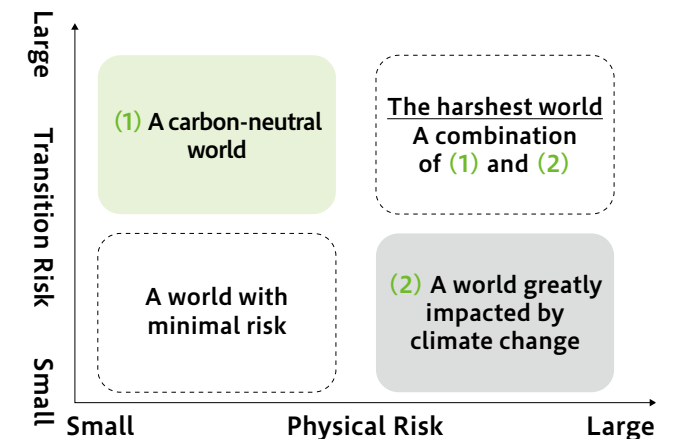 Large
Transition Risk
Small
(1) A carbon-neutral
world
The harshest world
A combination
of (1) and (2)
A world with
minimal risk
(2) A world greatly
impacted by
climate change
Small
Physical Risk
Large